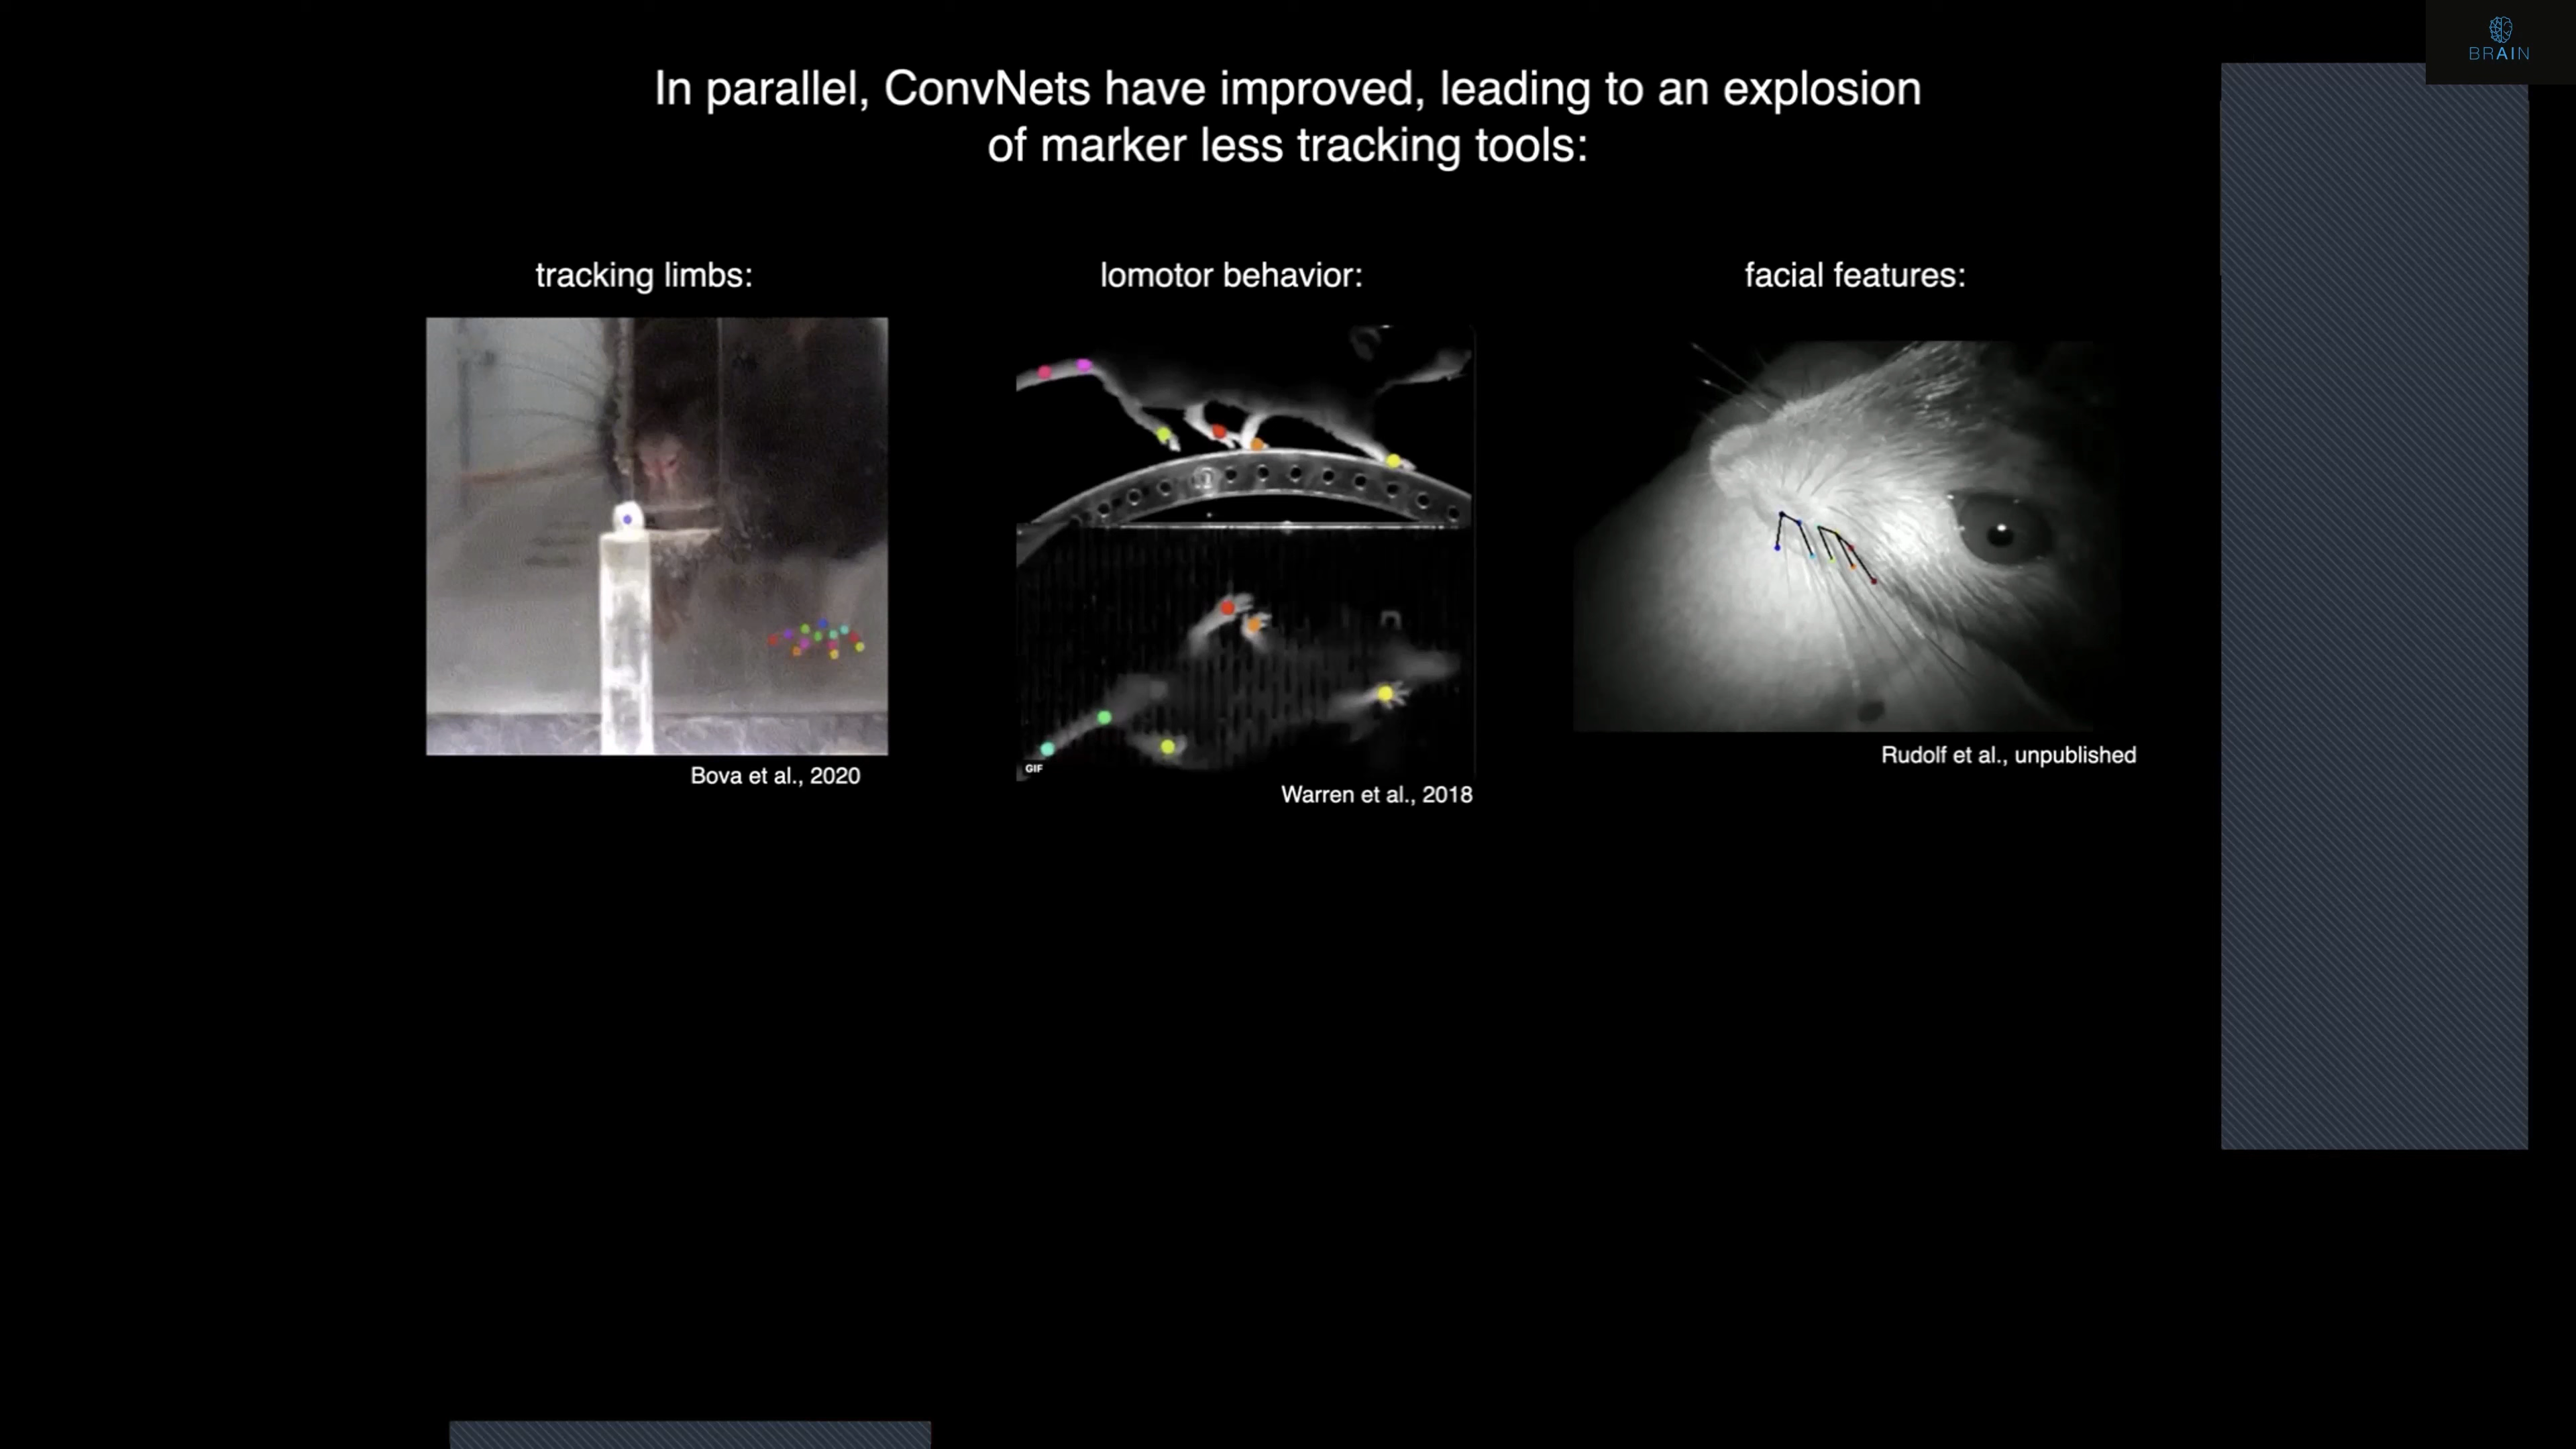 BRAIN
In parallel, ConvNets have improved, leading to an explosion
of marker less tracking tools:
tracking limbs:
lomotor behavior:
facial features:
GIF
Bova et al., 2020
Warren et al., 2018
Rudolf et al., unpublished